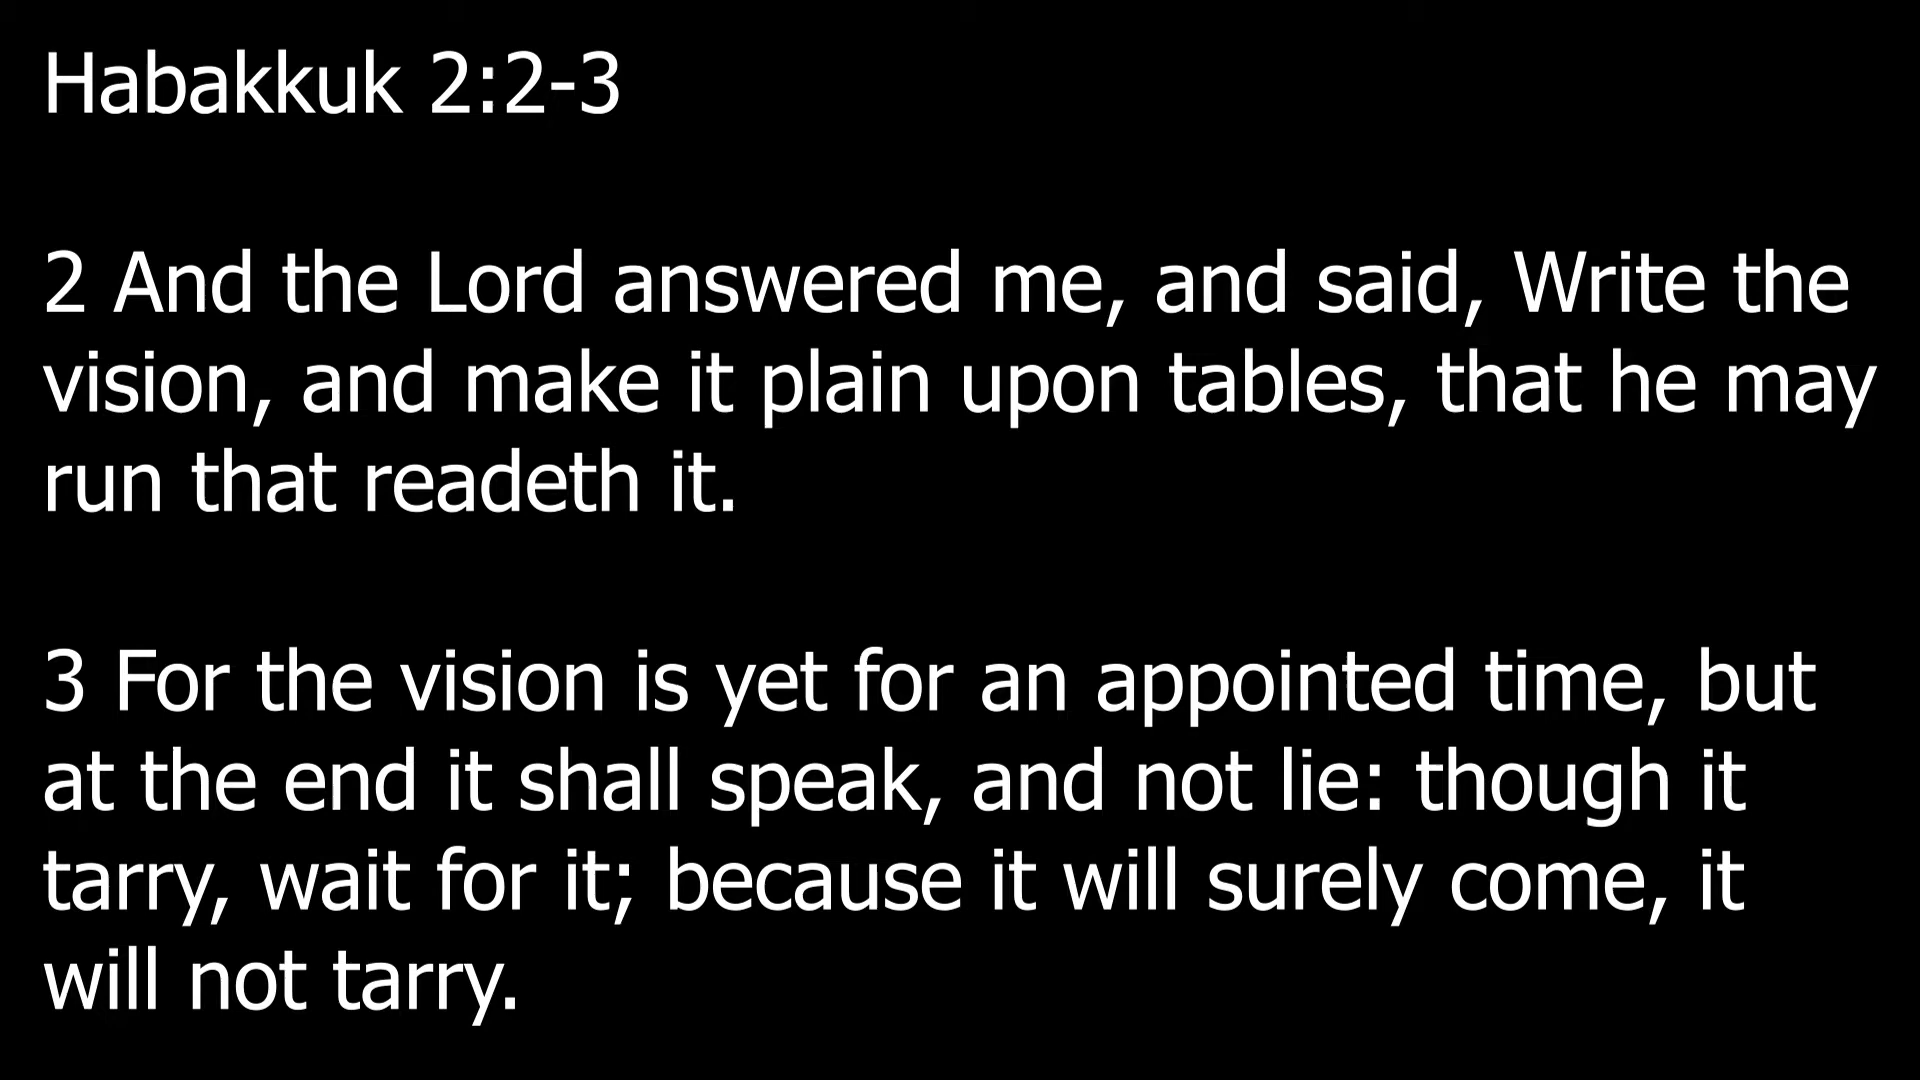 Habakkuk 2:2-3
2 And the Lord answered me, and said, Write the
vision, and make it plain upon tables, that he may
run that readeth it.
3 For the vision is yet for an appointed time, but
at the end it shall speak, and not lie: though it
tarry, wait for it; because it will surely come, it
will not tarry.